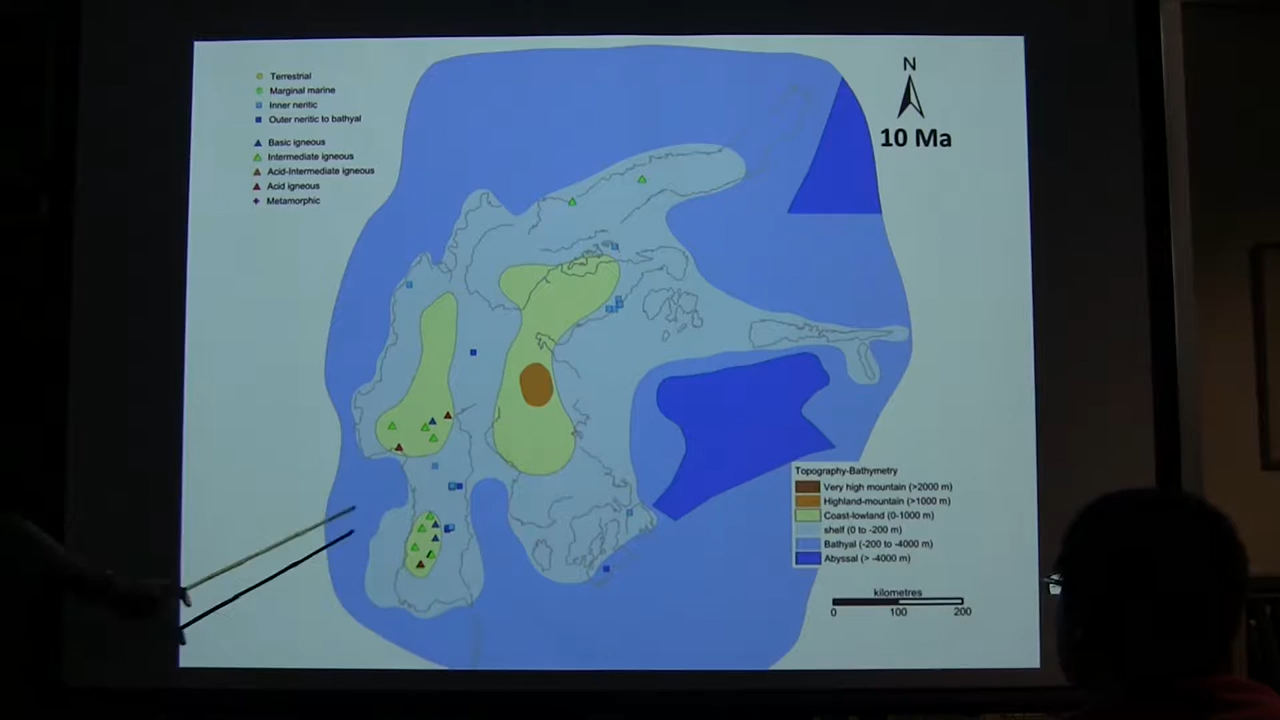 Terrestrial
Marginal marine
Inner neritic
Outer neritic to bathyal
Basic igneous
Intermediate igneous
Acid-Intermediate igneous
Acid igneous
Metamorphic
N
10 Ma
Topography-Bathymetry
Very high mountain (>2000 m)
Highland-mountain (>1000 m)
Coast-lowland (0-1000 m)
shelf (0 to -200 m)
Bathyal (-200 to -4000 m)
Abyssal (> -4000 m)
kilometres
0 100 200